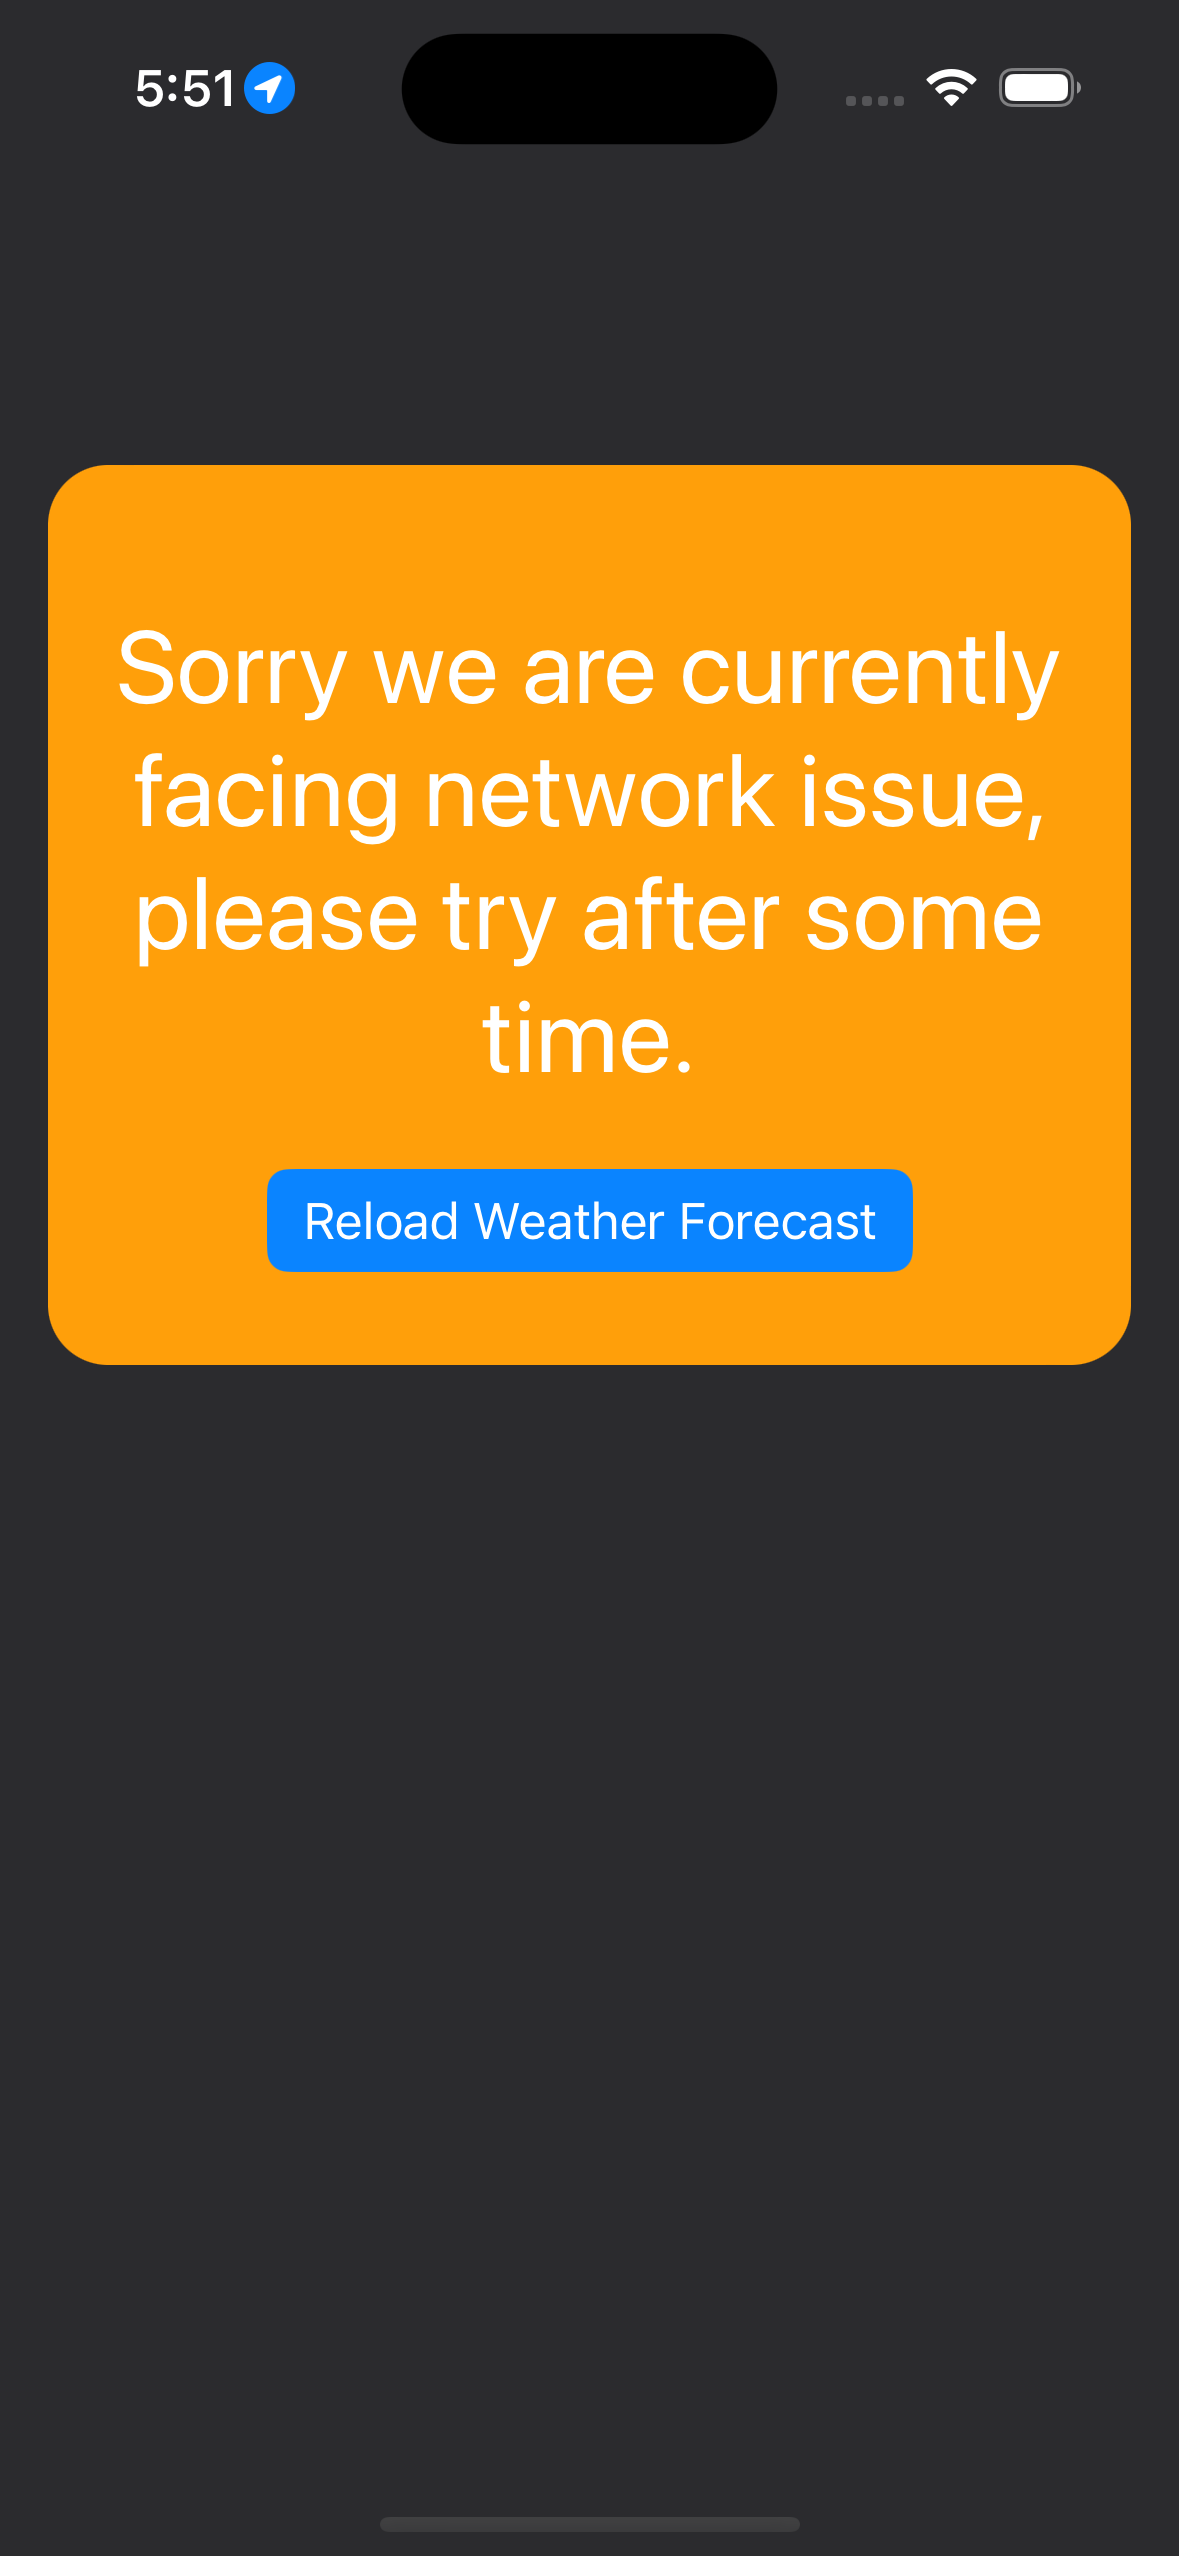 5:51
Sorry we are currently
facing network issue,
please try after some
time.
Reload Weather Forecast